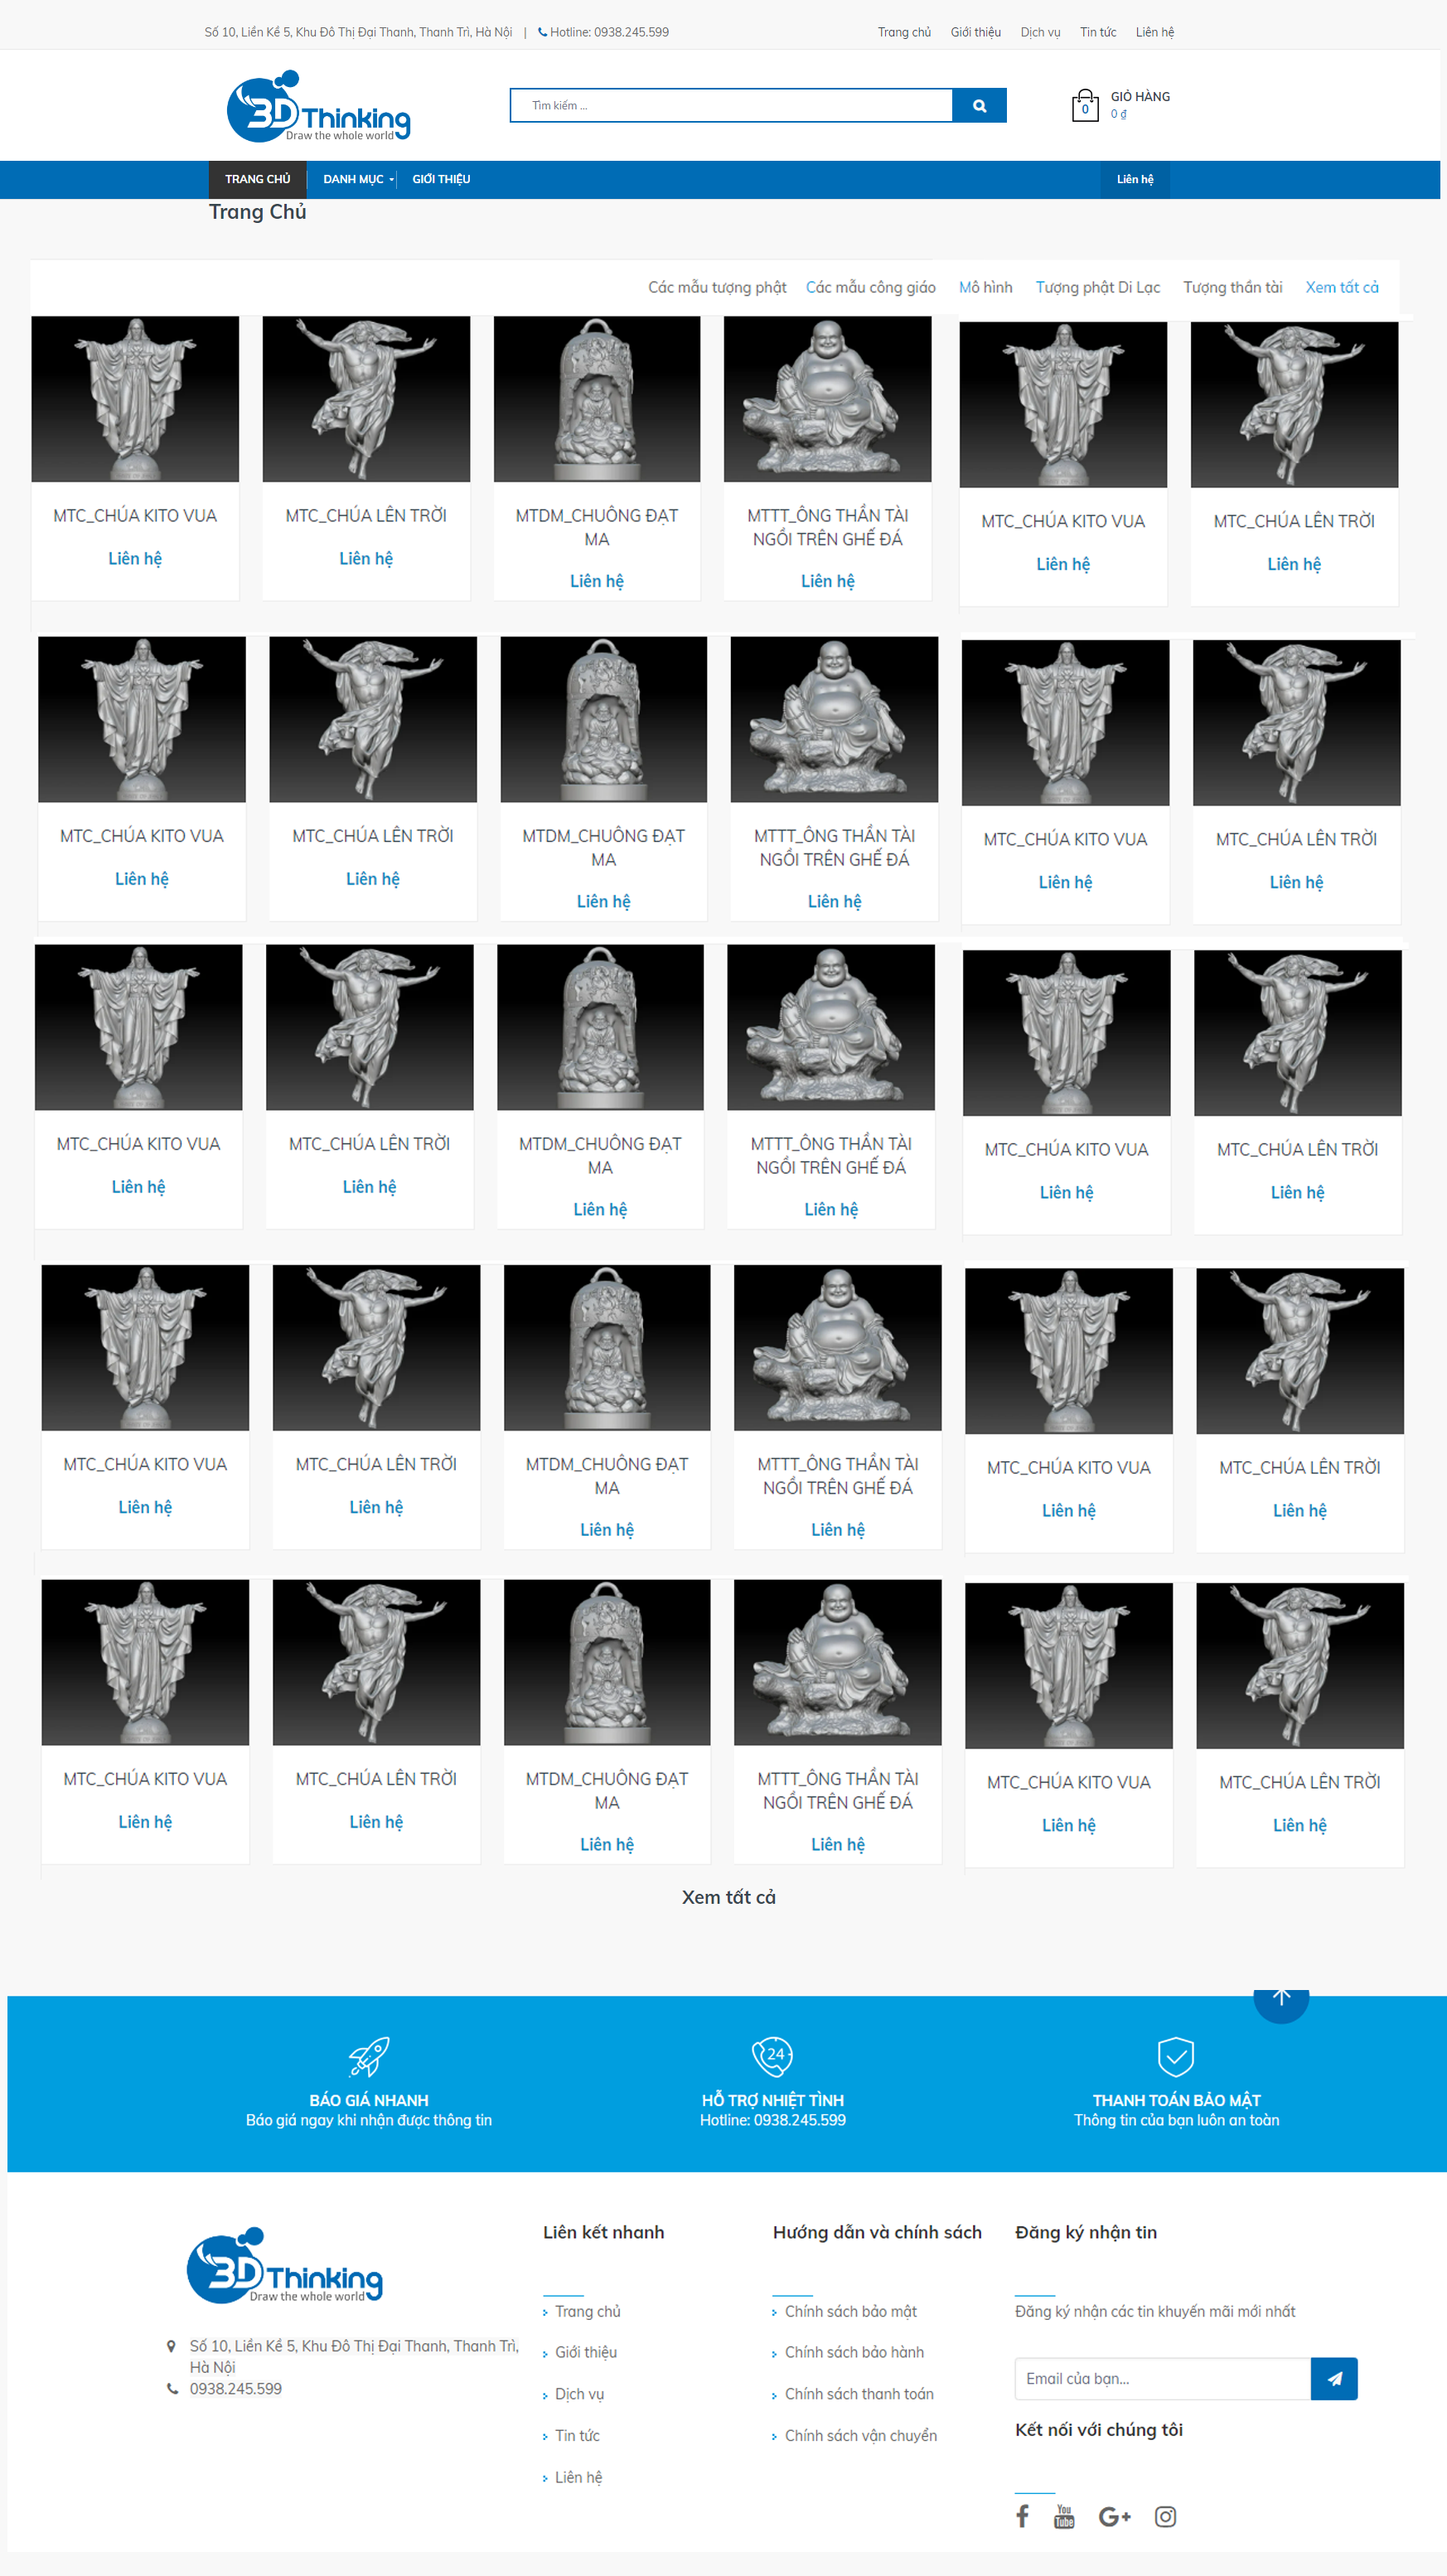 Số 10, Liền Kề 5, Khu Đô Thị Đại Thanh, Thanh Trì, Hà Nội | Hotline: 0938.245.599
Trang chủ Giới thiệu Dịch vụ Tin tức Liên hệ
3D Thinking
Draw the whole world
Tìm kiếm ...
0
GIỎ HÀNG
0 ₫
TRANG CHỦ DANH MỤC GIỚI THIỆU Liên hệ
Trang Chủ
Các mẫu tượng phật Các mẫu công giáo Mô hình Tượng phật Di Lạc Tượng thần tài Xem tất cả
MTC_CHÚA KITO VUA
Liên hệ
MTC_CHÚA LÊN TRỜI
Liên hệ
MTDM_CHUÔNG ĐẠT
MA
Liên hệ
MTTT_ÔNG THẦN TÀI
NGỒI TRÊN GHẾ ĐÁ
Liên hệ
MTC_CHÚA KITO VUA
Liên hệ
MTC_CHÚA LÊN TRỜI
Liên hệ
MTC_CHÚA KITO VUA
Liên hệ
MTC_CHÚA LÊN TRỜI
Liên hệ
MTDM_CHUÔNG ĐẠT
MA
Liên hệ
MTTT_ÔNG THẦN TÀI
NGỒI TRÊN GHẾ ĐÁ
Liên hệ
MTC_CHÚA KITO VUA
Liên hệ
MTC_CHÚA LÊN TRỜI
Liên hệ
MTC_CHÚA KITO VUA
Liên hệ
MTC_CHÚA LÊN TRỜI
Liên hệ
MTDM_CHUÔNG ĐẠT
MA
Liên hệ
MTTT_ÔNG THẦN TÀI
NGỒI TRÊN GHẾ ĐÁ
Liên hệ
MTC_CHÚA KITO VUA
Liên hệ
MTC_CHÚA LÊN TRỜI
Liên hệ
MTC_CHÚA KITO VUA
Liên hệ
MTC_CHÚA LÊN TRỜI
Liên hệ
MTDM_CHUÔNG ĐẠT
MA
Liên hệ
MTTT_ÔNG THẦN TÀI
NGỒI TRÊN GHẾ ĐÁ
Liên hệ
MTC_CHÚA KITO VUA
Liên hệ
MTC_CHÚA LÊN TRỜI
Liên hệ
MTC_CHÚA KITO VUA
Liên hệ
MTC_CHÚA LÊN TRỜI
Liên hệ
MTDM_CHUÔNG ĐẠT
MA
Liên hệ
MTTT_ÔNG THẦN TÀI
NGỒI TRÊN GHẾ ĐÁ
Liên hệ
MTC_CHÚA KITO VUA
Liên hệ
MTC_CHÚA LÊN TRỜI
Liên hệ
Xem tất cả
BÁO GIÁ NHANH
Báo giá ngay khi nhận được thông tin
24
HỖ TRỢ NHIỆT TÌNH
Hotline: 0938.245.599
THANH TOÁN BẢO MẬT
Thông tin của bạn luôn an toàn
3D Thinking
Draw the whole world
Số 10, Liền Kề 5, Khu Đô Thị Đại Thanh, Thanh Trì,
Hà Nội
0938.245.599
Liên kết nhanh
Trang chủ
Giới thiệu
Dịch vụ
Tin tức
Liên hệ
Hướng dẫn và chính sách
Chính sách bảo mật
Chính sách bảo hành
Chính sách thanh toán
Chính sách vận chuyển
Đăng ký nhận tin
Đăng ký nhận các tin khuyến mãi mới nhất
Email của bạn...
Kết nối với chúng tôi
You
Tube
G+